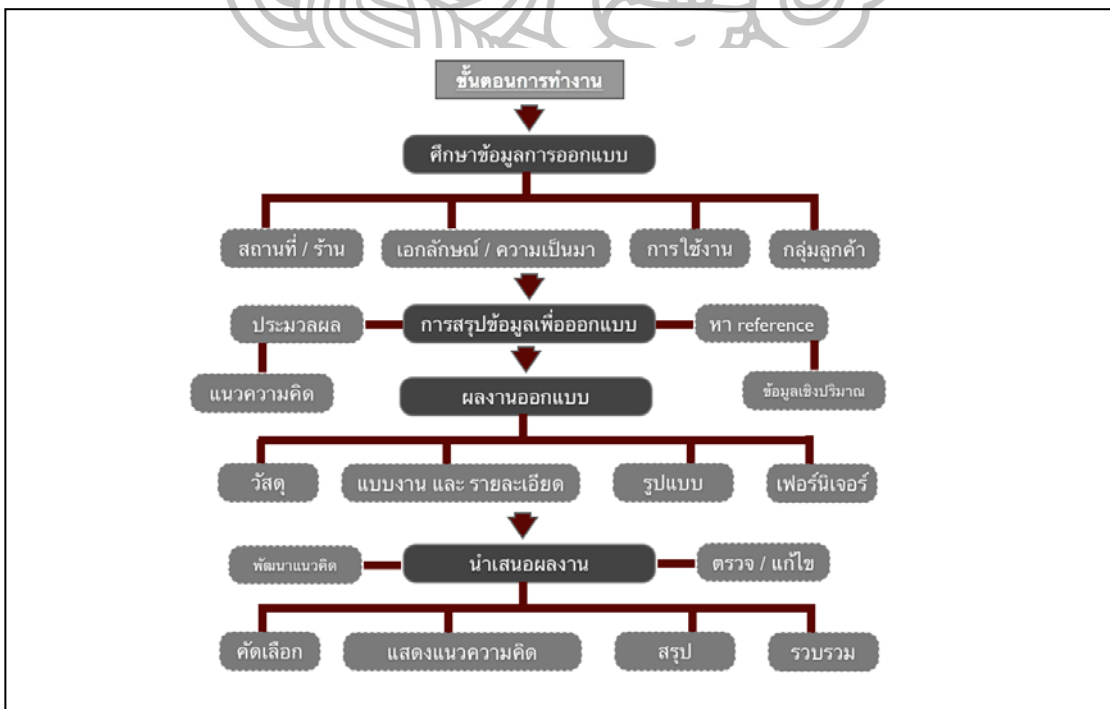 ขั้นตอนการทำงาน
ศึกษาข้อมูลการออกแบบ
สถานที่ / ร้าน
เอกลักษณ์ / ความเป็นมา
การใช้งาน
กลุ่มลูกค้า
ประมวลผล
การสรุปข้อมูลเพื่อออกแบบ
หา reference
แนวความคิด
ผลงานออกแบบ
ข้อมูลเชิงปริมาณ
วัสดุ
แบบงาน และ รายละเอียด
รูปแบบ
เฟอร์นิเจอร์
พัฒนาแนวคิด
นำเสนอผลงาน
ตรวจ / แก้ไข
คัดเลือก
แสดงแนวความคิด
สรุป
รวบรวม